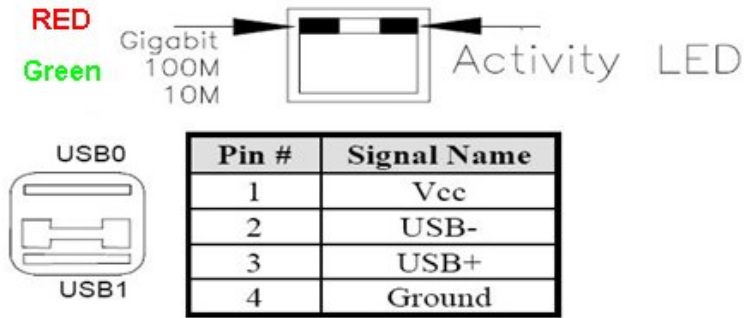 RED
Gigabit
Green 100M
10M
Activity LED
USB0
USB1
Pin # Signal Name
1 Vcc
2 USB-
3 USB+
4 Ground